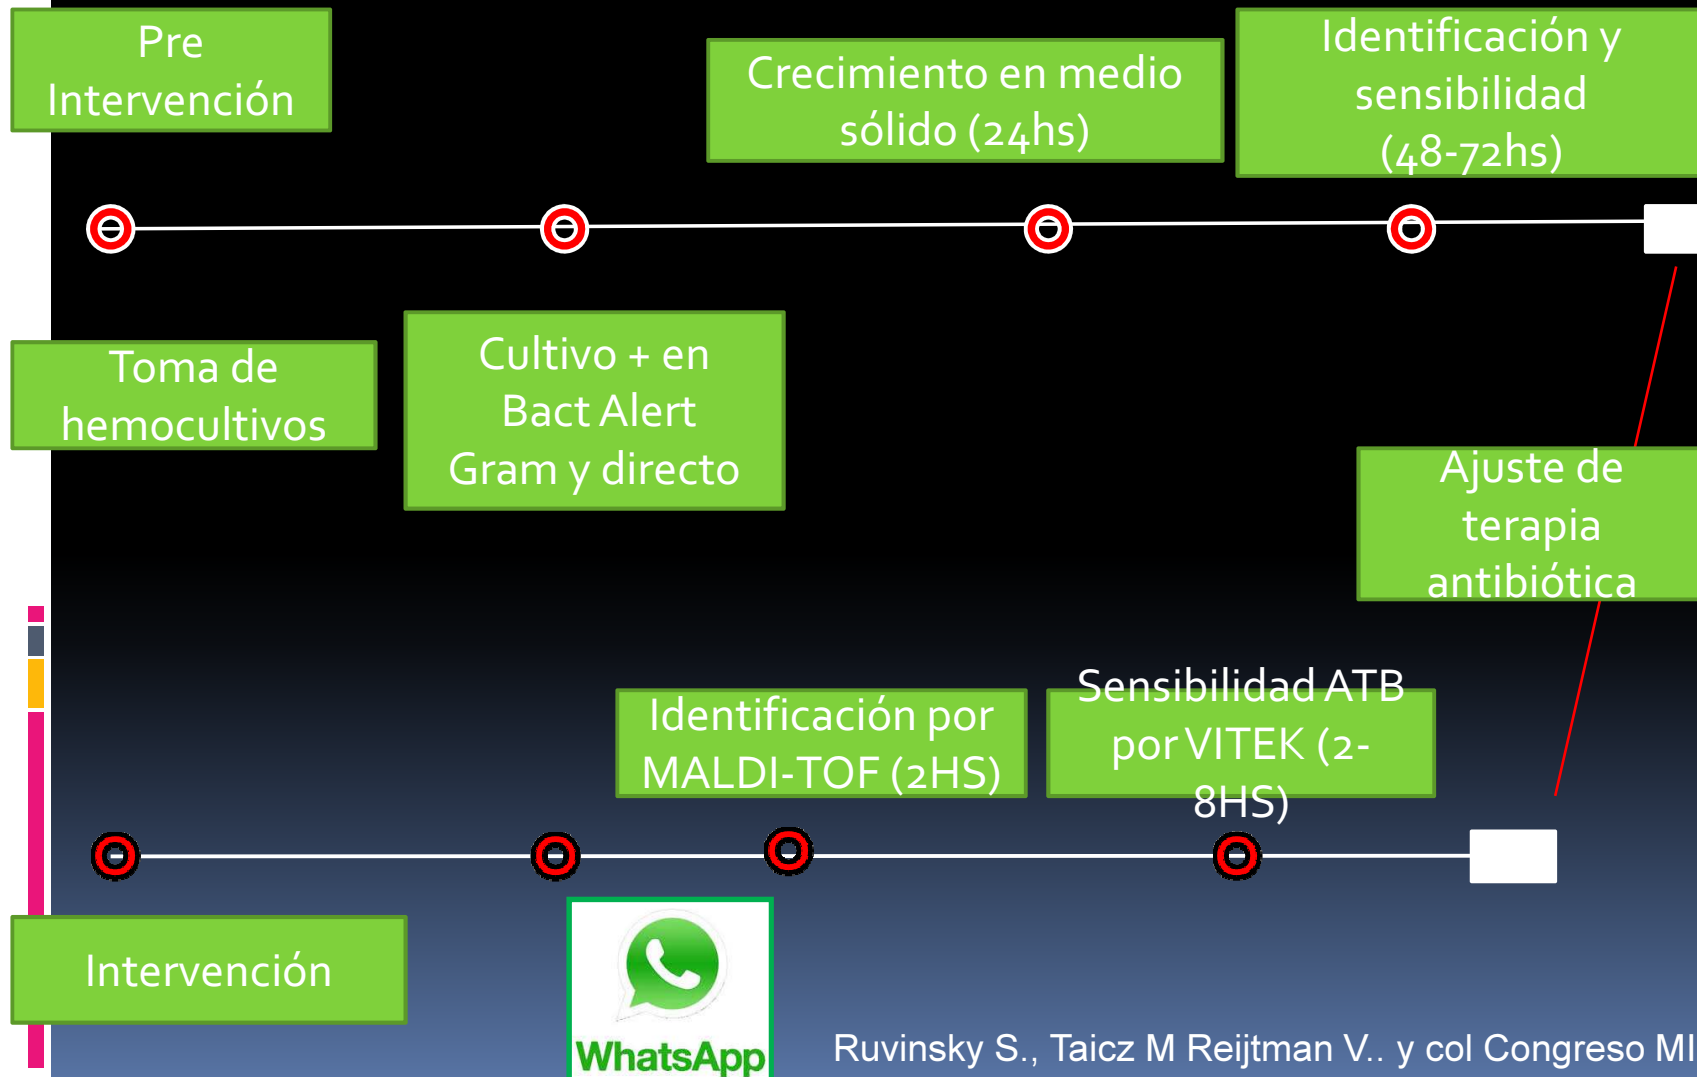 Pre
Intervención
Crecimiento en medio
sólido (24hs)
Identificación y
sensibilidad
(48-72hs)
Toma de
hemocultivos
Cultivo + en
Bact Alert
Gram y directo
Ajuste de
terapia
antibiótica
Identificación por
MALDI-TOF (2HS)
Sensibilidad ATB
por VITEK (2-
8HS)
Intervención
WhatsApp
Ruvinsky S., Taicz M Reijtman V.. y col Congreso MI